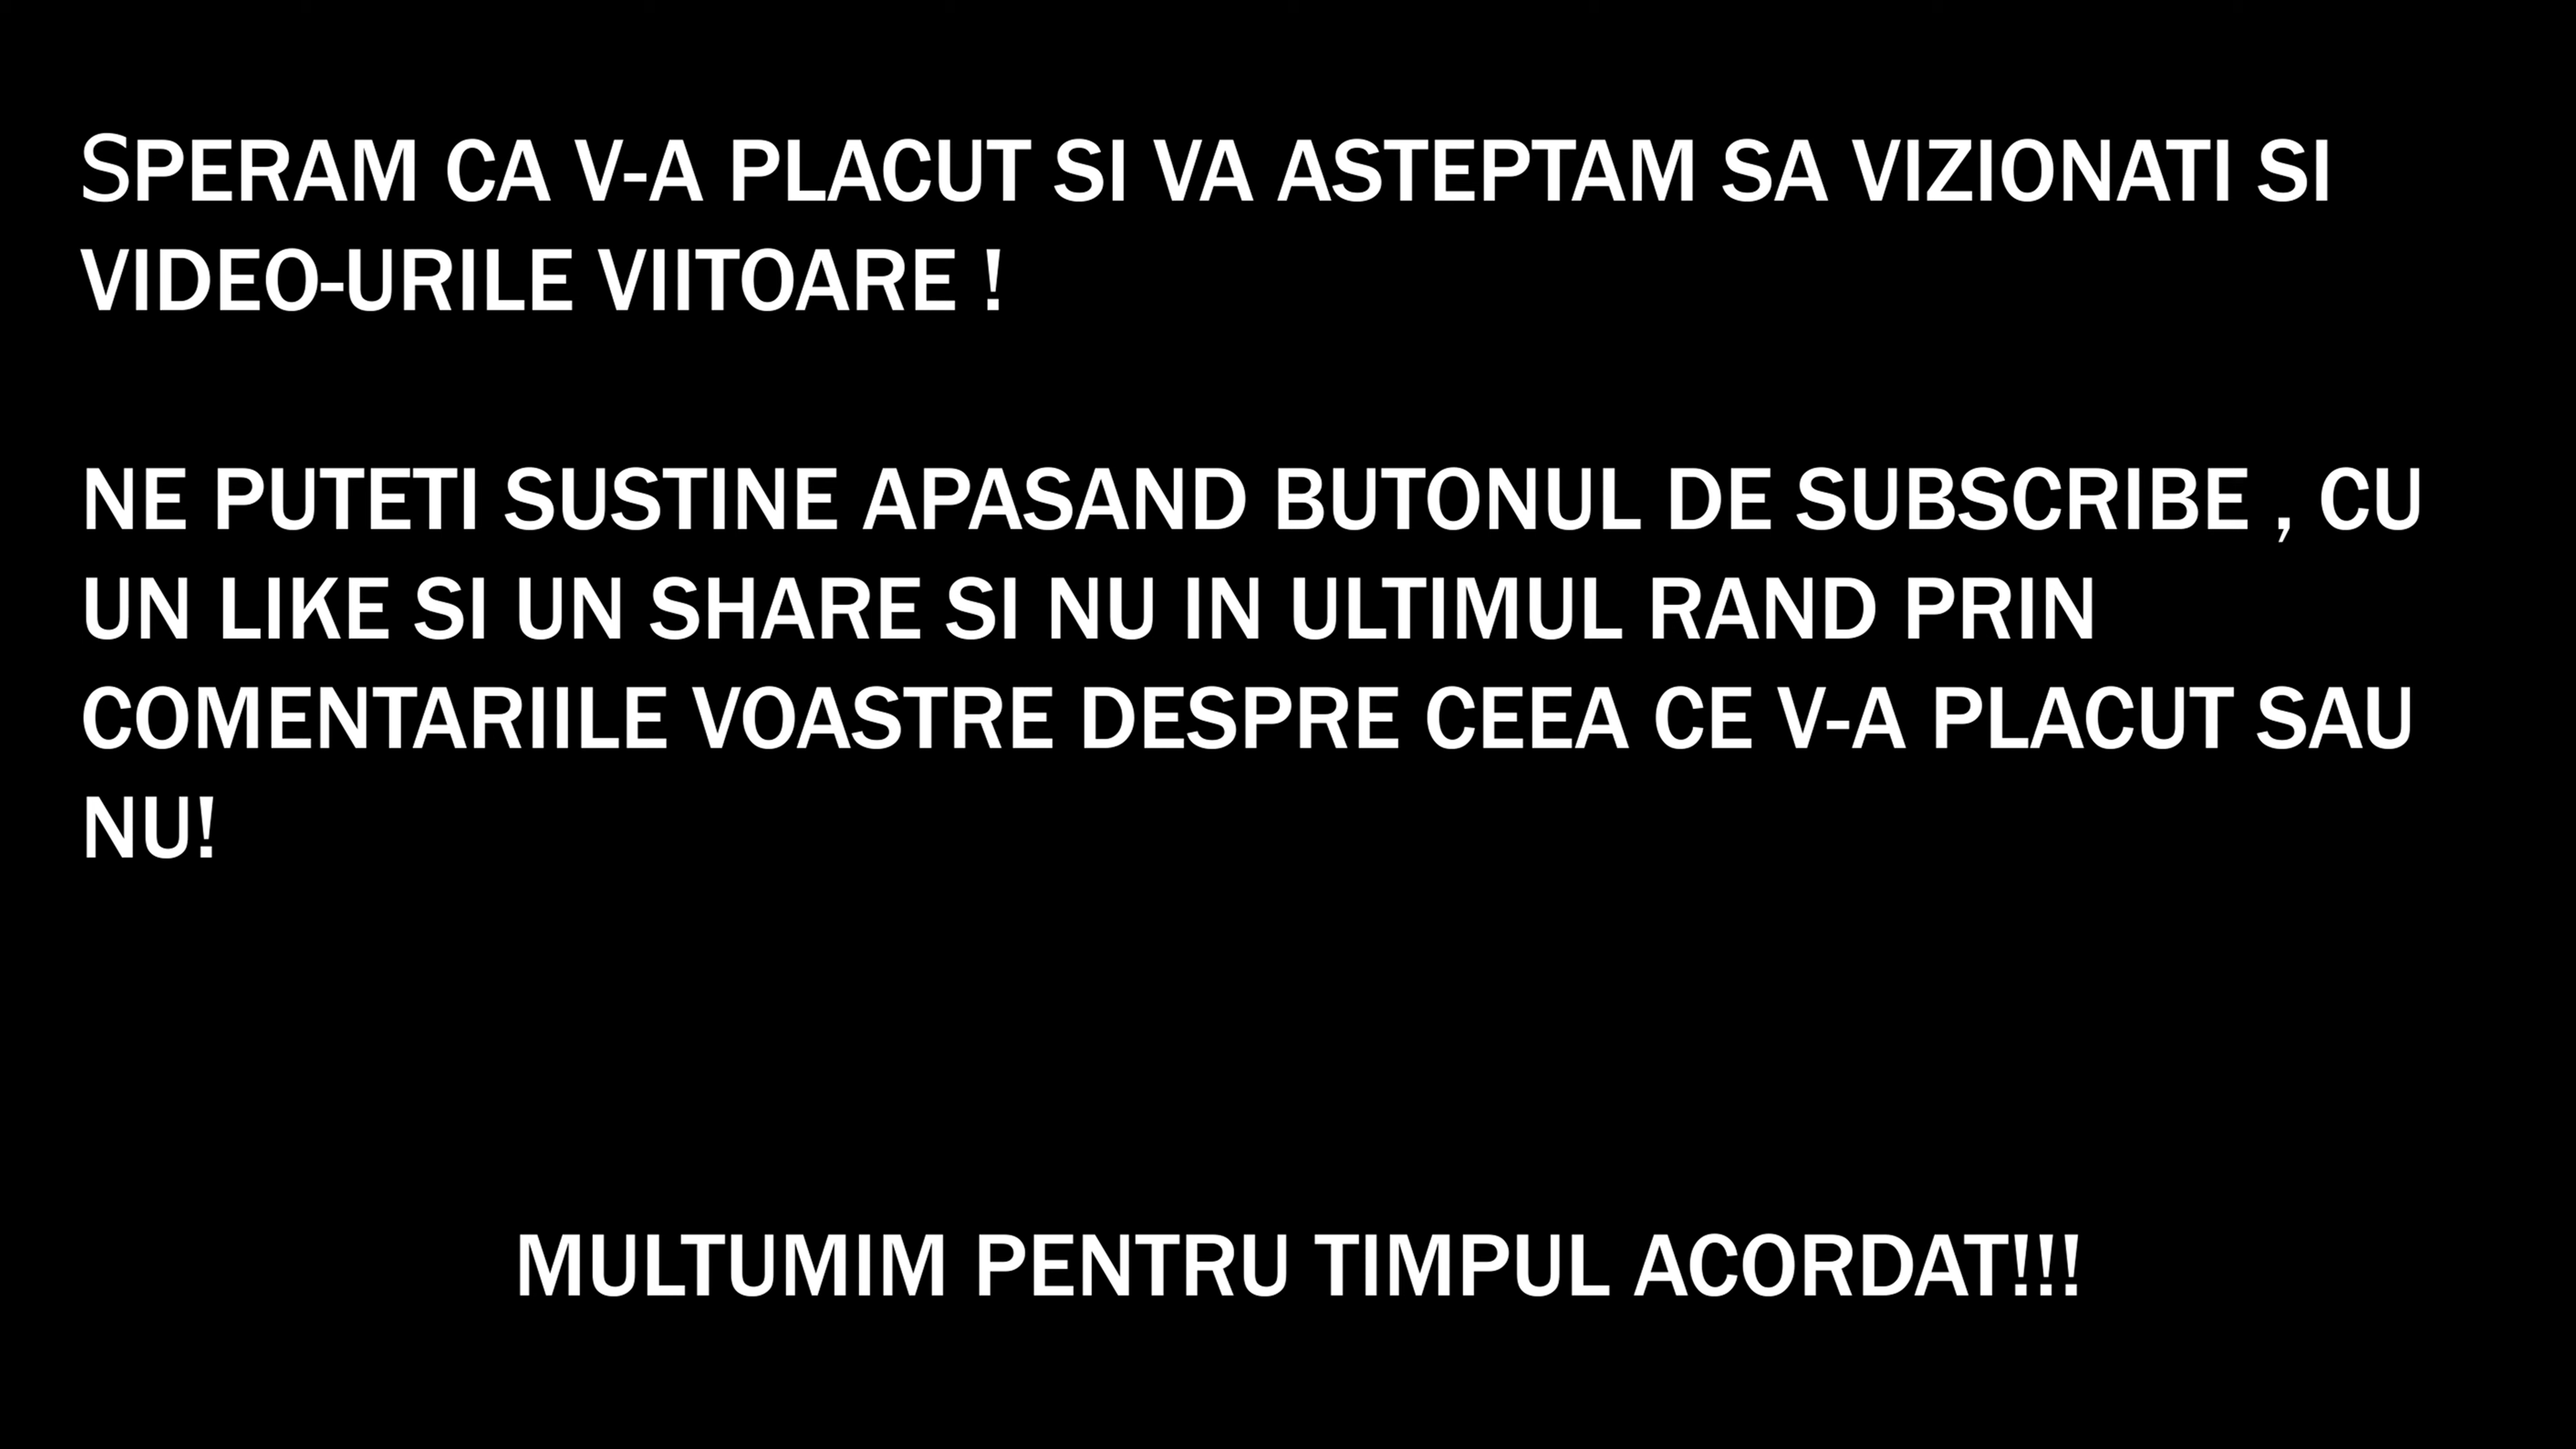 SPERAM CA V-A PLACUT SI VA ASTEPTAM SA VIZIONATI SI
VIDEO-URILE VIITOARE !
NE PUTETI SUSTINE APASAND BUTONUL DE SUBSCRIBE , CU
UN LIKE SI UN SHARE SI NU IN ULTIMUL RAND PRIN
COMENTARIILE VOASTRE DESPRE CEEA CE V-A PLACUT SAU
NU!
MULTUMIM PENTRU TIMPUL ACORDAT!!!